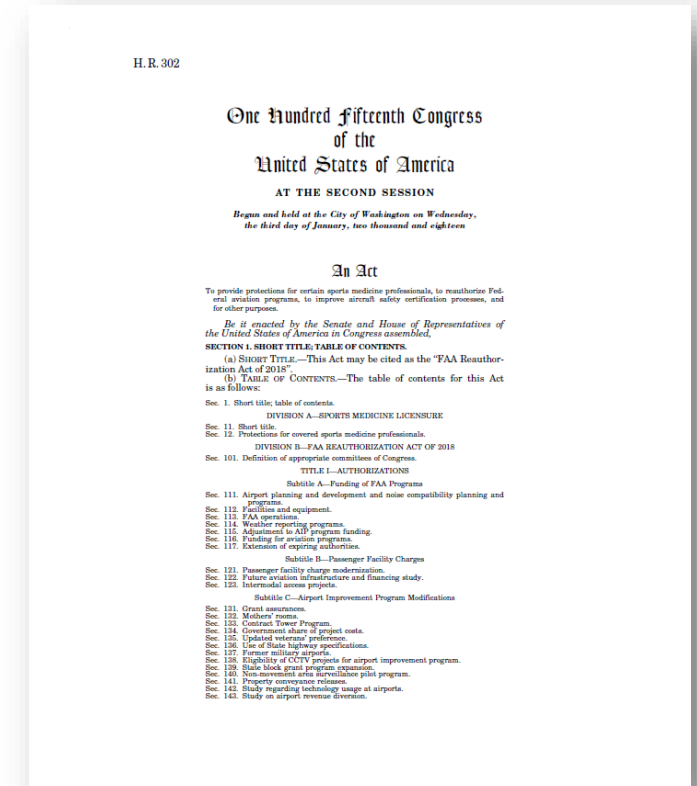 H. R. 302
One Hundred Fifteenth Congress
of the
United States of America
AT THE SECOND SESSION
Begun and held at the City of Washington on Wednesday,
the third day of January, two thousand and eighteen
An Act
To provide protections for certain sports medicine professionals, to reauthorize Fed-
eral aviation programs, to improve aircraft safety certification processes, and
for other purposes.
Be it enacted by the Senate and House of Representatives of
the United States of America in Congress assembled,
SECTION 1. SHORT TITLE; TABLE OF CONTENTS.
(a) SHORT TITLE.—This Act may be cited as the “FAA Reauthor-
ization Act of 2018”.
(b) TABLE OF CONTENTS.—The table of contents for this Act
is as follows:
Sec. 1. Short title; table of contents.
DIVISION A—SPORTS MEDICINE LICENSURE
Sec. 11. Short title.
Sec. 12. Protections for covered sports medicine professionals.
DIVISION B—FAA REAUTHORIZATION ACT OF 2018
Sec. 101. Definition of appropriate committees of Congress.
TITLE I—AUTHORIZATIONS
Subtitle A—Funding of FAA Programs
Sec. 111. Airport planning and development and noise compatibility planning and
programs.
Sec. 112. Facilities and equipment.
Sec. 113. FAA operations.
Sec. 114. Weather reporting programs.
Sec. 115. Adjustment to AIP program funding.
Sec. 116. Funding for aviation programs.
Sec. 117. Extension of expiring authorities.
Subtitle B—Passenger Facility Charges
Sec. 121. Passenger facility charge modernization.
Sec. 122. Future aviation infrastructure and financing study.
Sec. 123. Intermodal access projects.
Subtitle C—Airport Improvement Program Modifications
Sec. 131. Grant assurances.
Sec. 132. Mothers’ rooms.
Sec. 133. Contract Tower Program.
Sec. 134. Government share of project costs.
Sec. 135. Updated veterans’ preference.
Sec. 136. Use of State highway specifications.
Sec. 137. Former military airports.
Sec. 138. Eligibility of CCTV projects for airport improvement program.
Sec. 139. State block grant program expansion.
Sec. 140. Non-movement area surveillance pilot program.
Sec. 141. Property conveyance releases.
Sec. 142. Study regarding technology usage at airports.
Sec. 143. Study on airport revenue diversion.